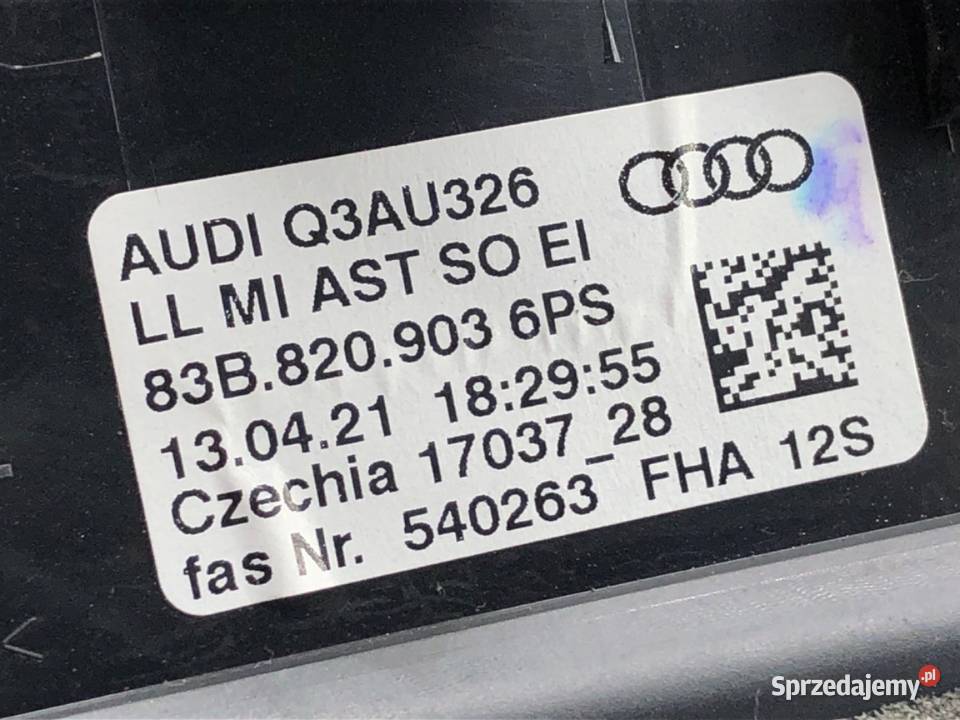 AUDI Q3AU326
LL MI AST SO EI
83B.820.903 6PS
13.04.21 18:29:55
Czechia 17037_28
fas Nr. 540263 FHA 12S
Sprzedajemy.pl